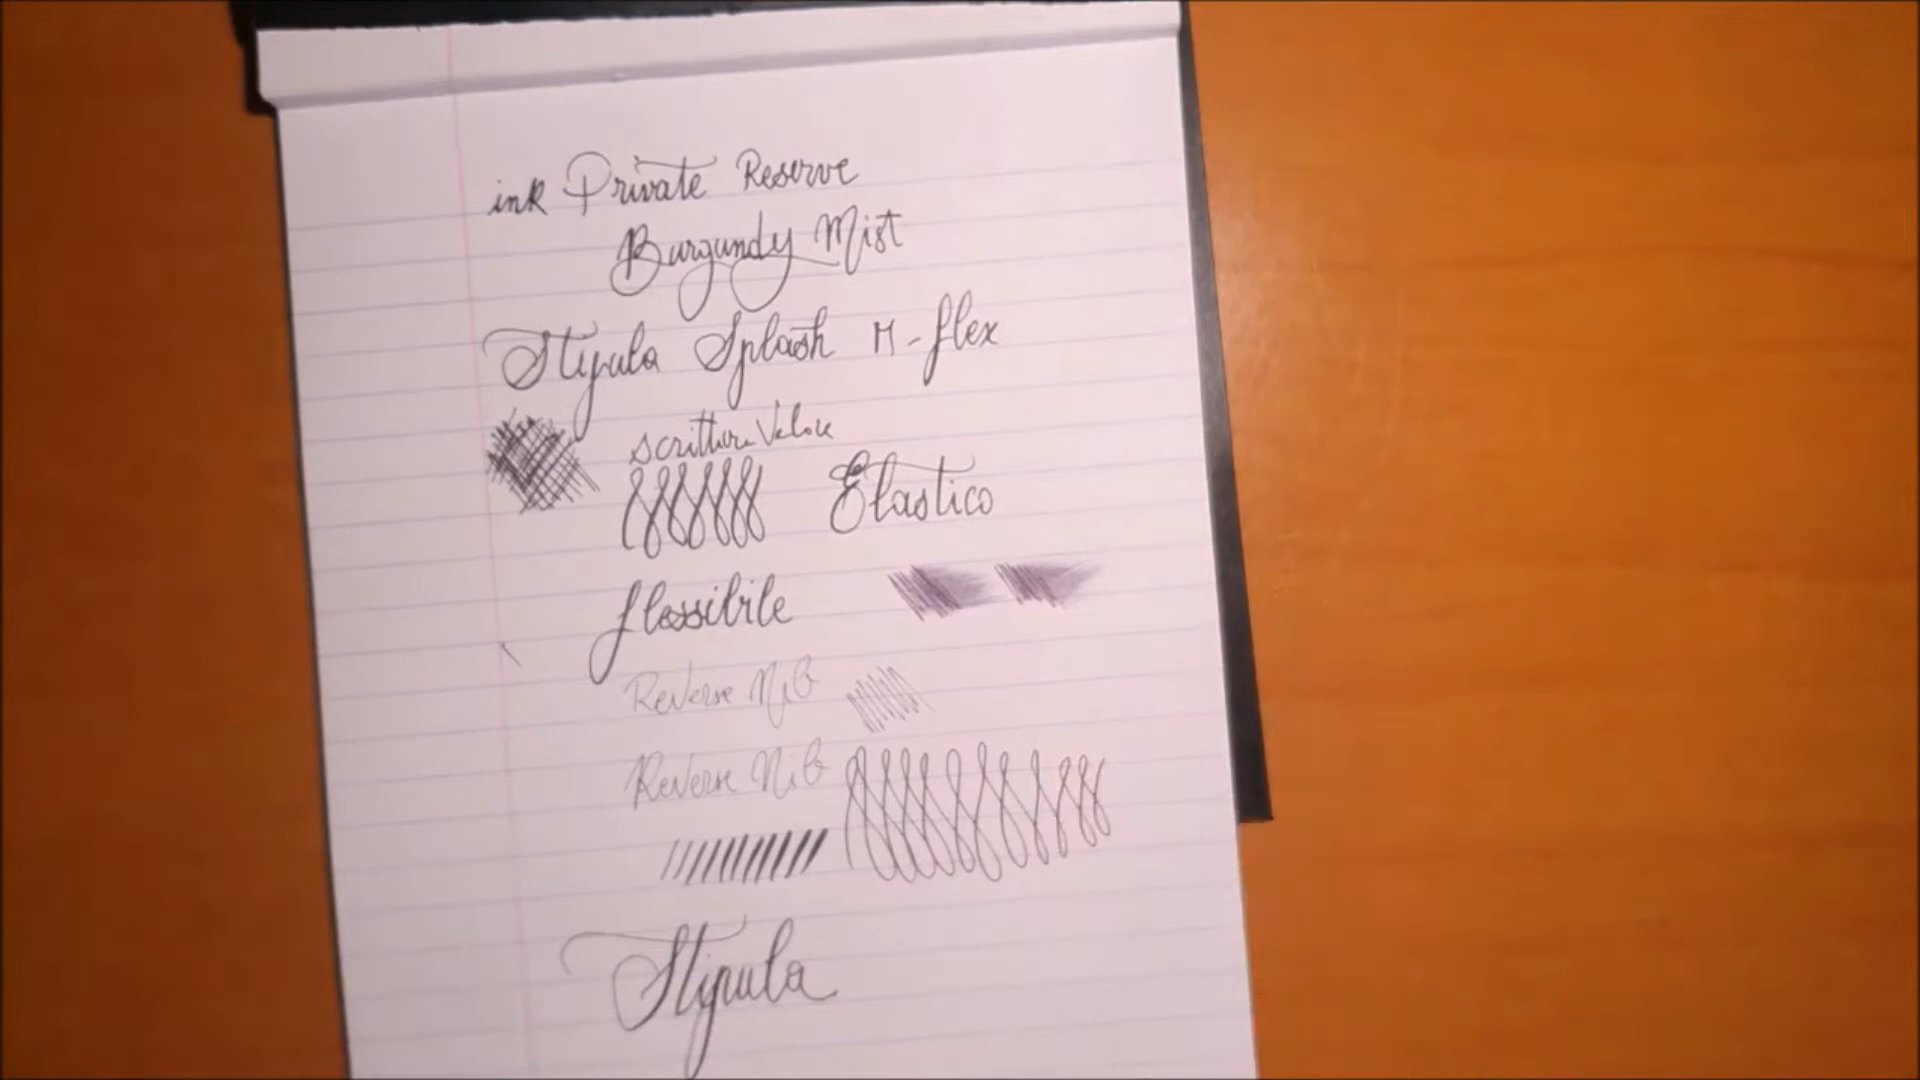 ink Private Reserve
Burgundy Mist
Stipula Splash M-flex
scrittura Veloce
Elastico
flessibile
Reverse Nib
Reverse Nib
Stipula